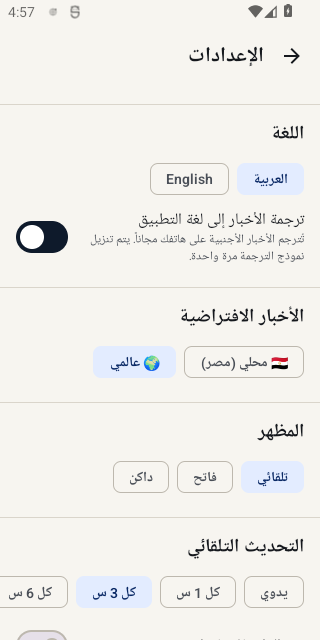 4:57
الإعدادات
اللغة
العربية
English
ترجمة الأخبار إلى لغة التطبيق
تُترجم الأخبار الأجنبية على هاتفك مجاناً. يتم تنزيل
نموذج الترجمة مرة واحدة.
الأخبار الافتراضية
محلي (مصر)
عالمي
المظهر
تلقائي
فاتح
داكن
التحديث التلقائي
يدوي
كل 1 س
كل 3 س
كل 6 س